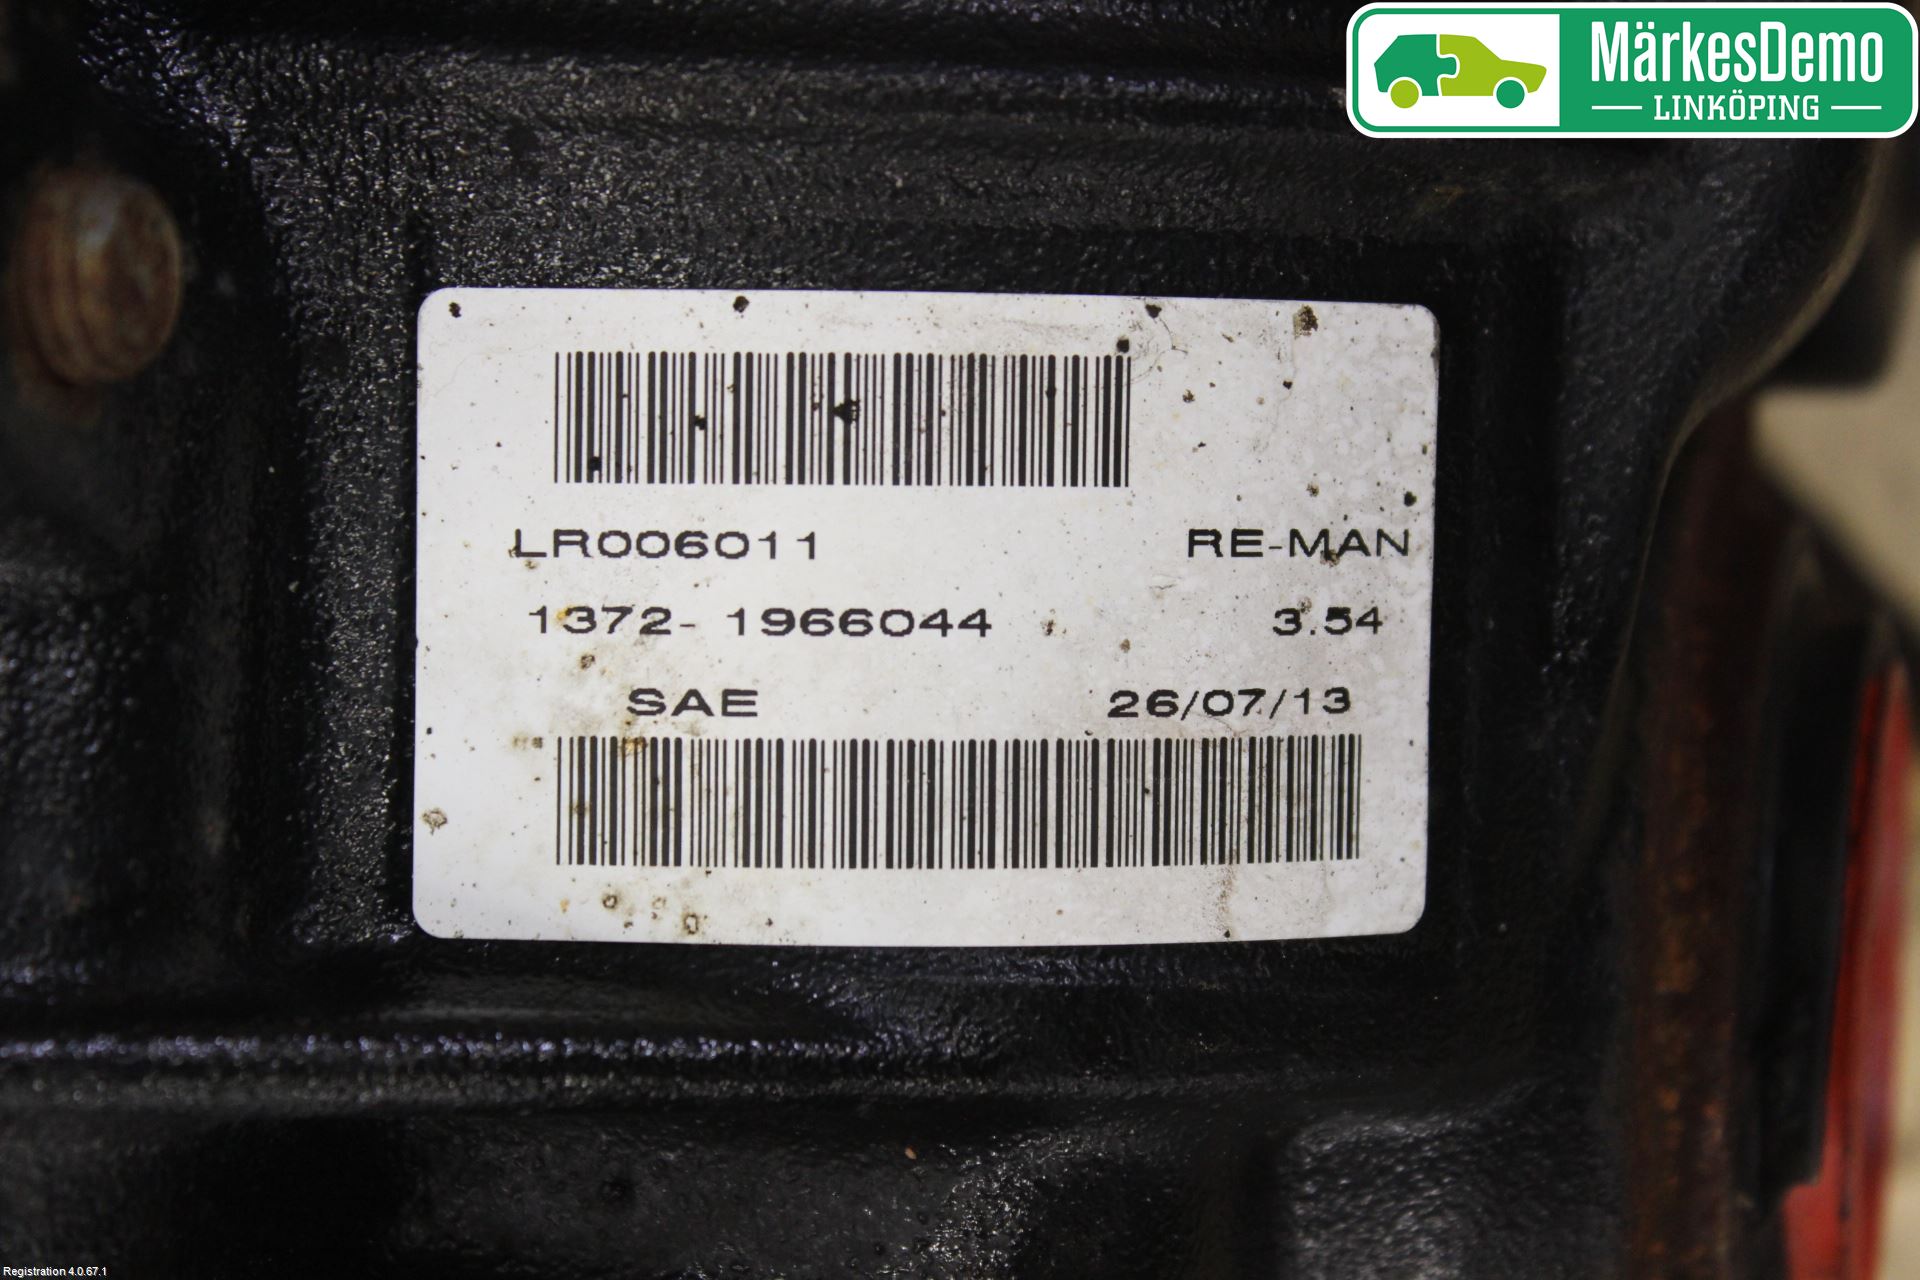 MärkesDemo
LINKÖPING
LR006011 RE-MAN
1372- 1966044 3.54
SAE 26/07/13
Registration 4.0.67.1